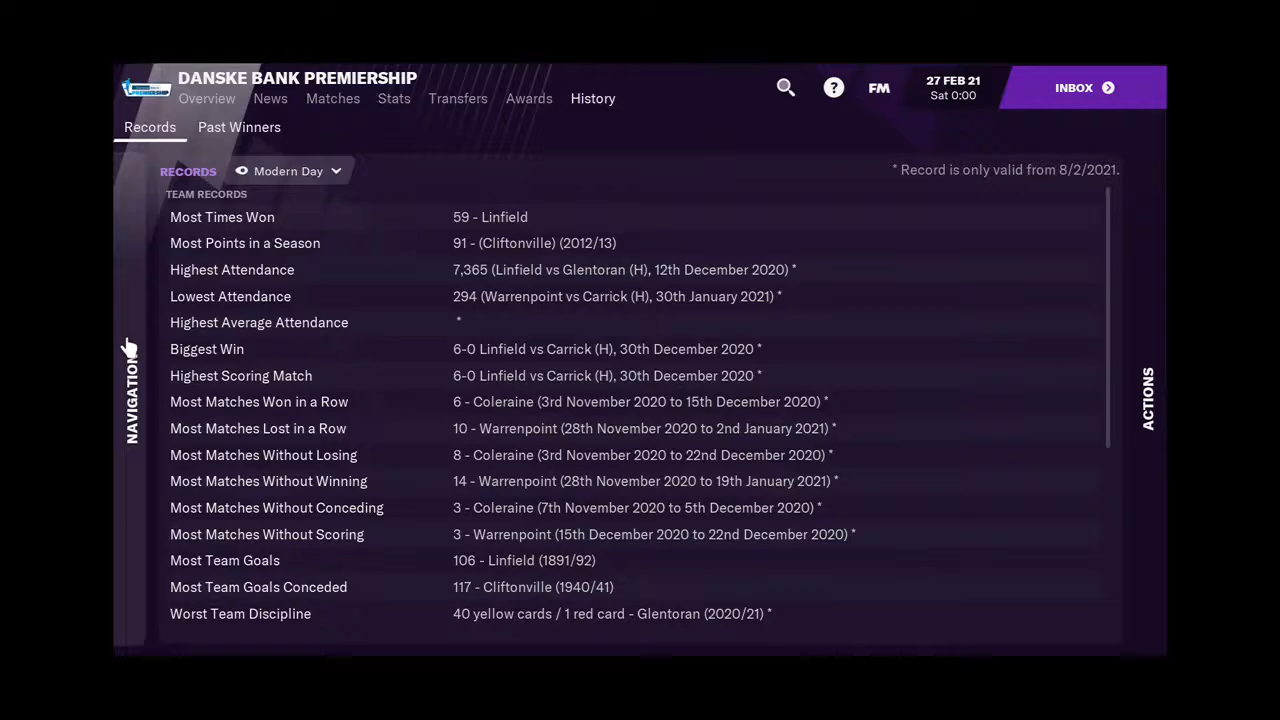 DANSKE BANK PREMIERSHIP
Overview News Matches Stats Transfers Awards History
27 FEB 21
Sat 0:00
FM
INBOX
Records Past Winners
RECORDS Modern Day
* Record is only valid from 8/2/2021.
TEAM RECORDS
Most Times Won 59 - Linfield
Most Points in a Season 91 - (Cliftonville) (2012/13)
Highest Attendance 7,365 (Linfield vs Glentoran (H), 12th December 2020) *
Lowest Attendance 294 (Warrenpoint vs Carrick (H), 30th January 2021) *
Highest Average Attendance *
Biggest Win 6-0 Linfield vs Carrick (H), 30th December 2020 *
Highest Scoring Match 6-0 Linfield vs Carrick (H), 30th December 2020 *
Most Matches Won in a Row 6 - Coleraine (3rd November 2020 to 15th December 2020) *
Most Matches Lost in a Row 10 - Warrenpoint (28th November 2020 to 2nd January 2021) *
Most Matches Without Losing 8 - Coleraine (3rd November 2020 to 22nd December 2020) *
Most Matches Without Winning 14 - Warrenpoint (28th November 2020 to 19th January 2021) *
Most Matches Without Conceding 3 - Coleraine (7th November 2020 to 5th December 2020) *
Most Matches Without Scoring 3 - Warrenpoint (15th December 2020 to 22nd December 2020) *
Most Team Goals 106 - Linfield (1891/92)
Most Team Goals Conceded 117 - Cliftonville (1940/41)
Worst Team Discipline 40 yellow cards / 1 red card - Glentoran (2020/21) *
NAVIGATION
ACTIONS